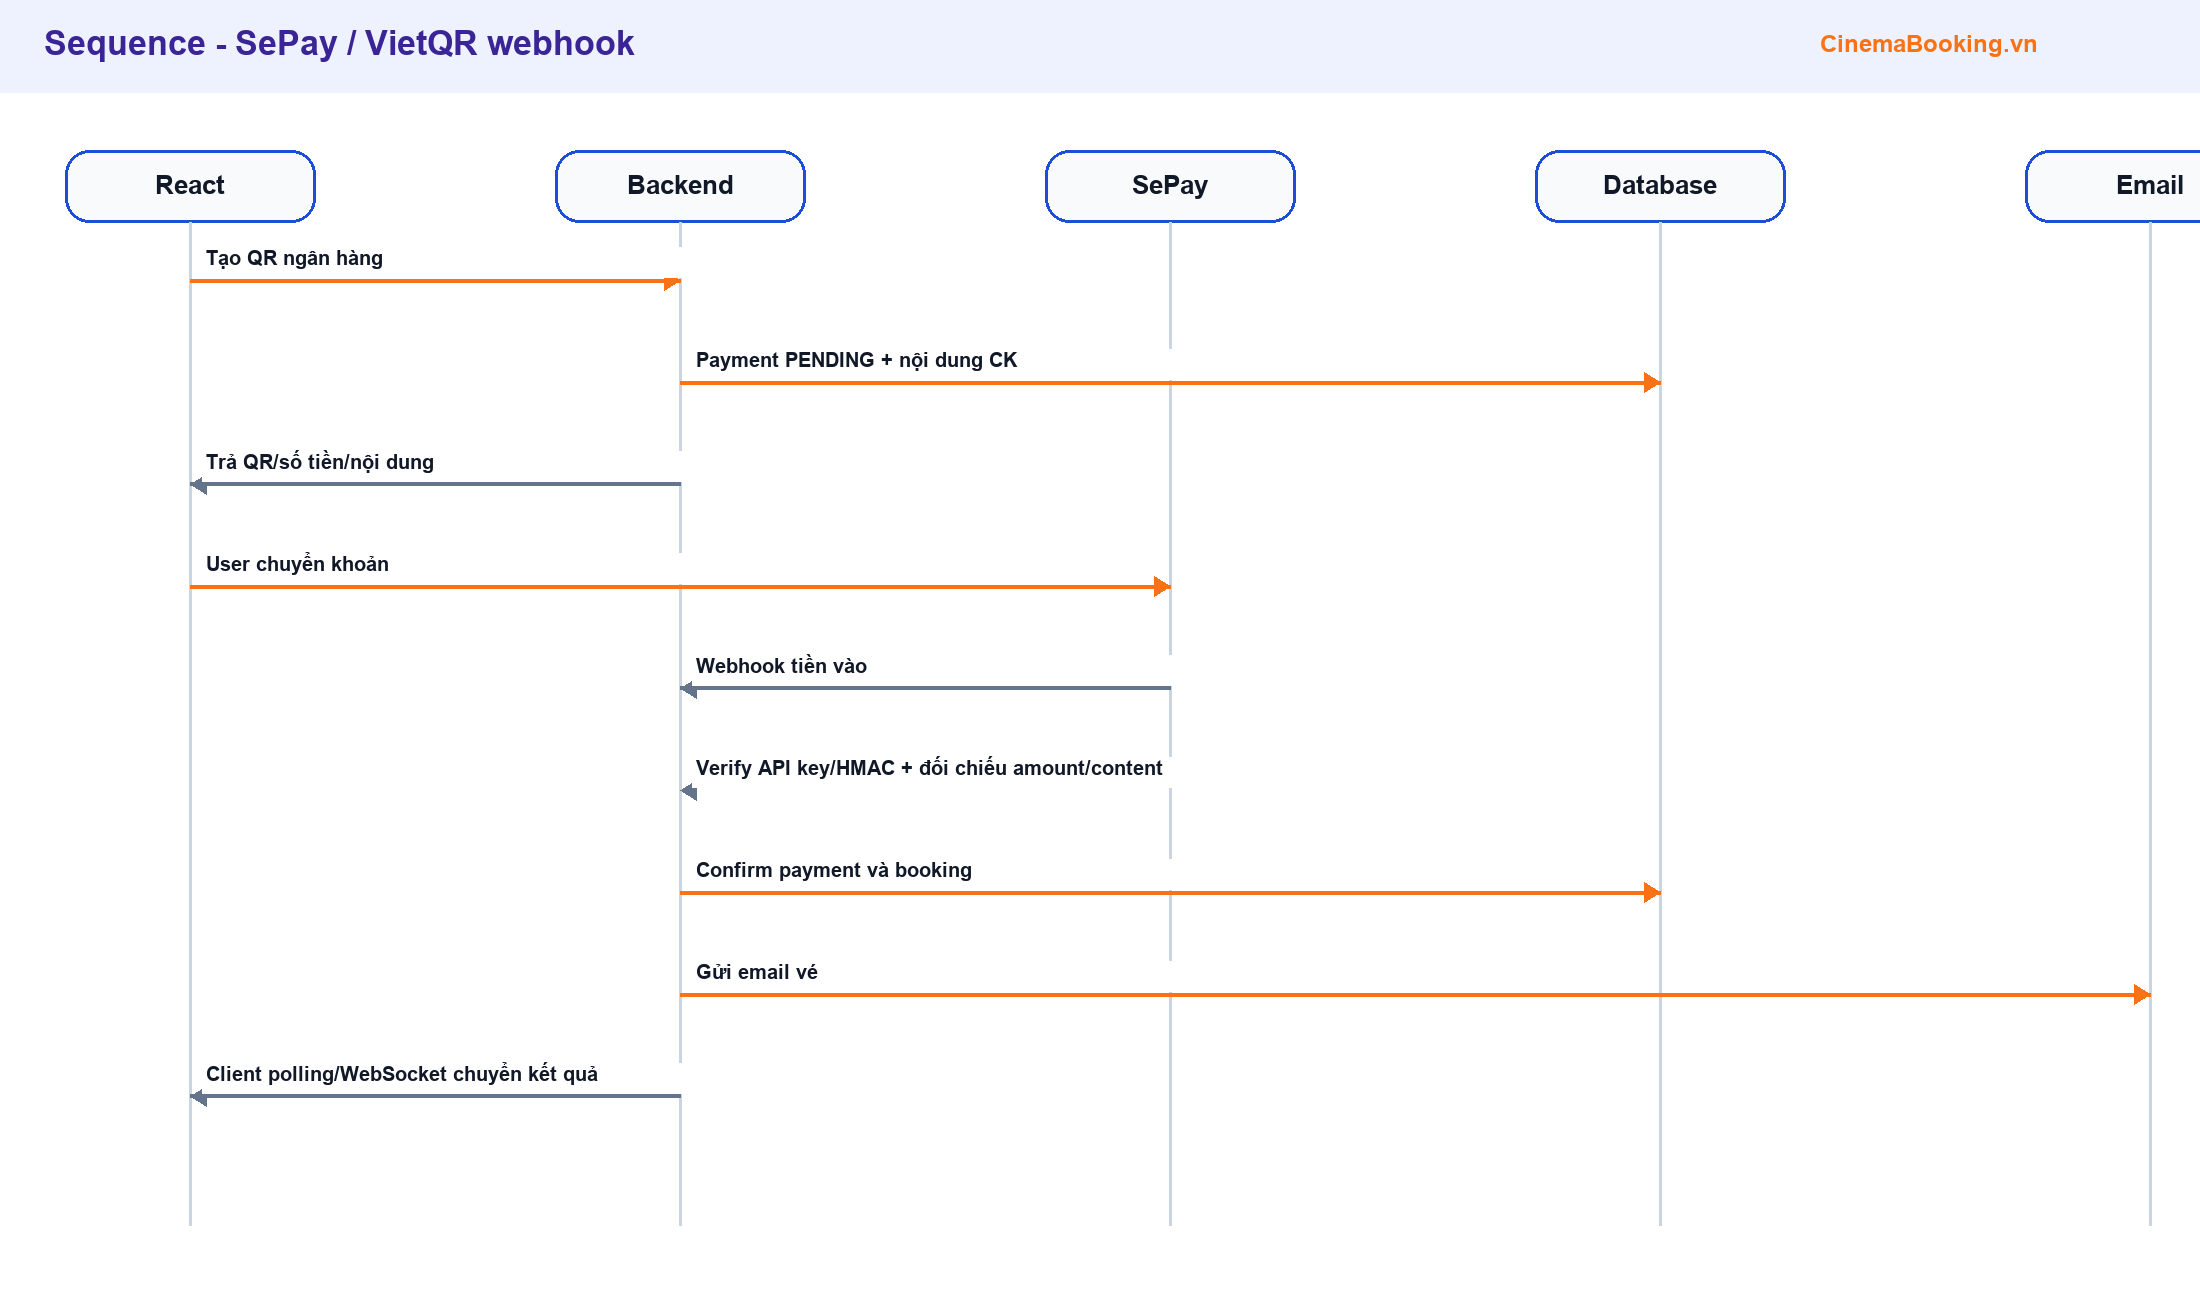 Sequence - SePay / VietQR webhook
CinemaBooking.vn
React
Backend
SePay
Database
Email
Tạo QR ngân hàng
Payment PENDING + nội dung CK
Trả QR/số tiền/nội dung
User chuyển khoản
Webhook tiền vào
Verify API key/HMAC + đối chiếu amount/content
Confirm payment và booking
Gửi email vé
Client polling/WebSocket chuyển kết quả